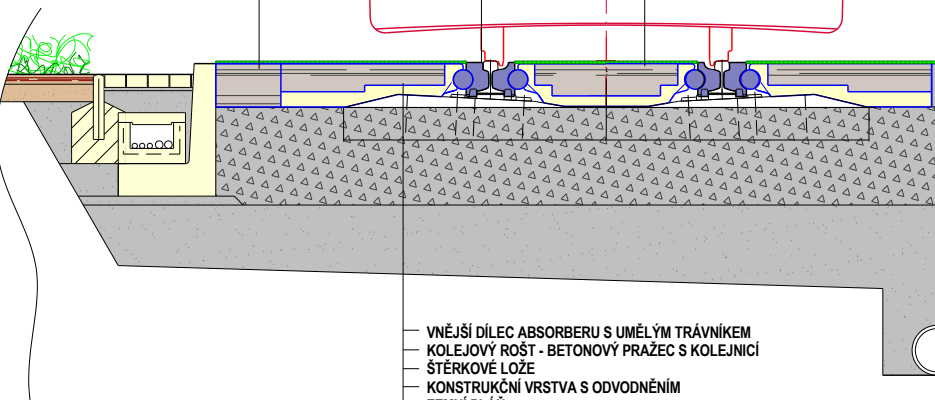 VNĚJŠÍ DÍLEC ABSORBERU S UMĚLÝM TRÁVNÍKEM
KOLEJOVÝ ROŠT - BETONOVÝ PRAŽEC S KOLEJNICÍ
ŠTĚRKOVÉ LOŽE
KONSTRUKČNÍ VRSTVA S ODVODNĚNÍM